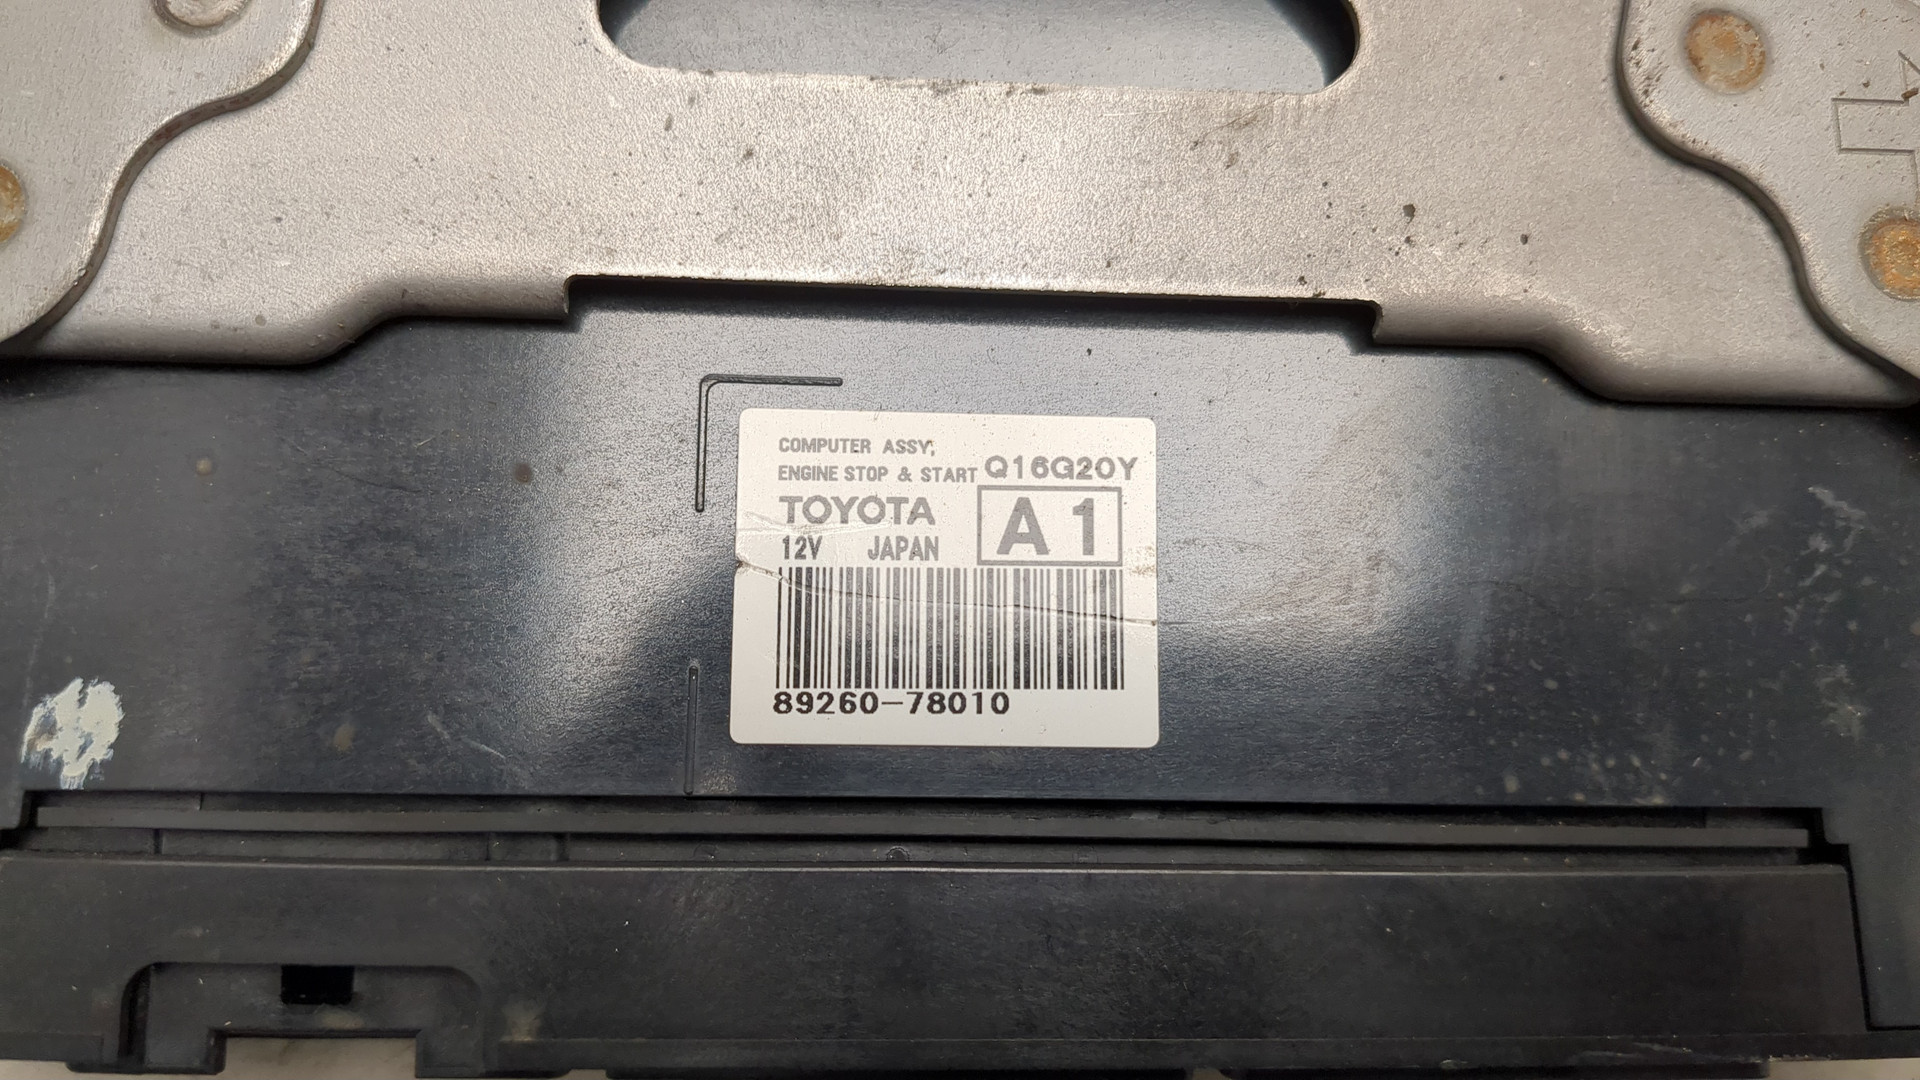 COMPUTER ASSY,
ENGINE STOP & START Q16G20Y
TOYOTA A1
12V JAPAN
89260-78010